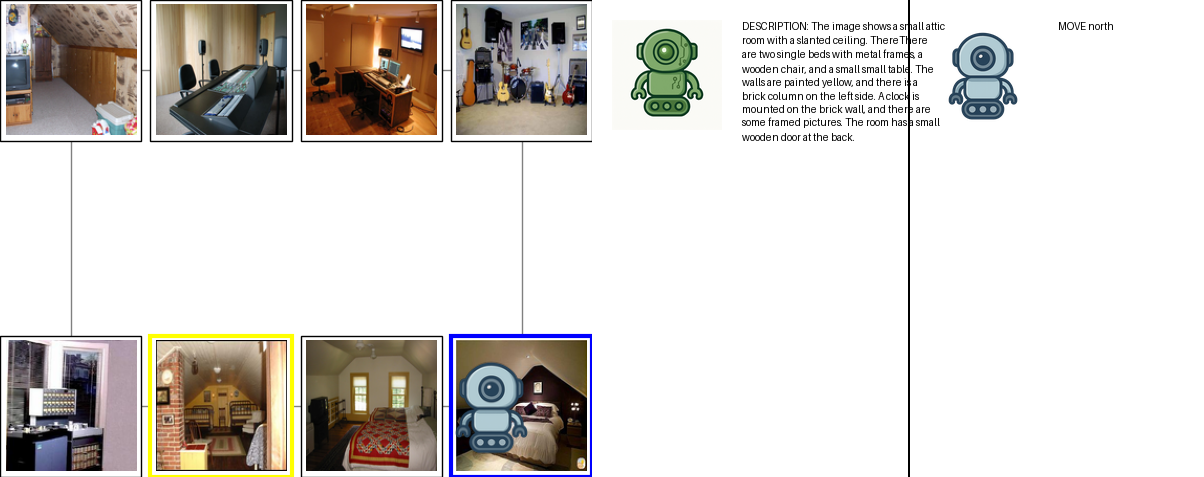 DESCRIPTION: The image shows a small attic
room with a slanted ceiling. There There
are two single beds with metal frames, a
wooden chair, and a small small table. The
walls are painted yellow, and there is a
brick column on the left side. A clock is
mounted on the brick wall, and there are
some framed pictures. The room has a small
wooden door at the back.
MOVE north